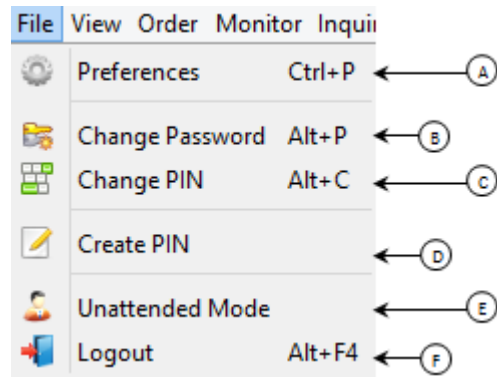 File View Order Monitor Inqui
Preferences Ctrl+P A
Change Password Alt+P B
Change PIN Alt+C C
Create PIN D
Unattended Mode E
Logout Alt+F4 F